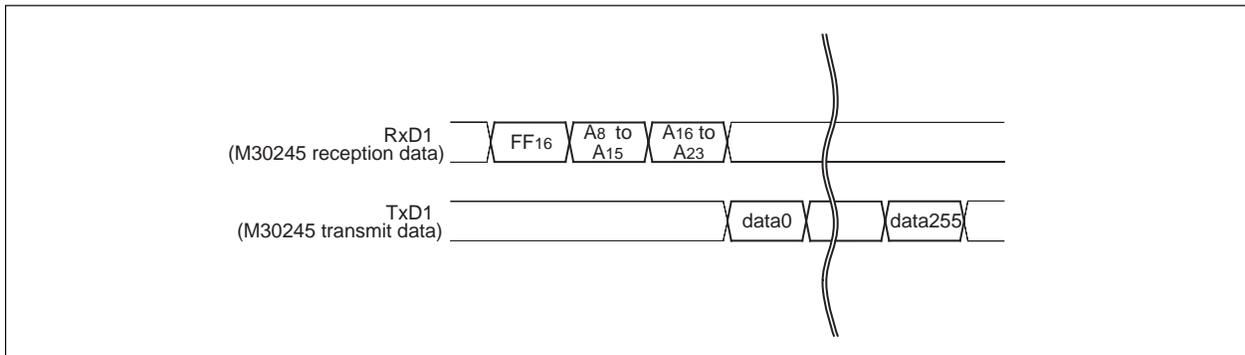 RxD1
(M30245 reception data)
FF16
A8 to
A15
A16 to
A23
TxD1
(M30245 transmit data)
data0
data255